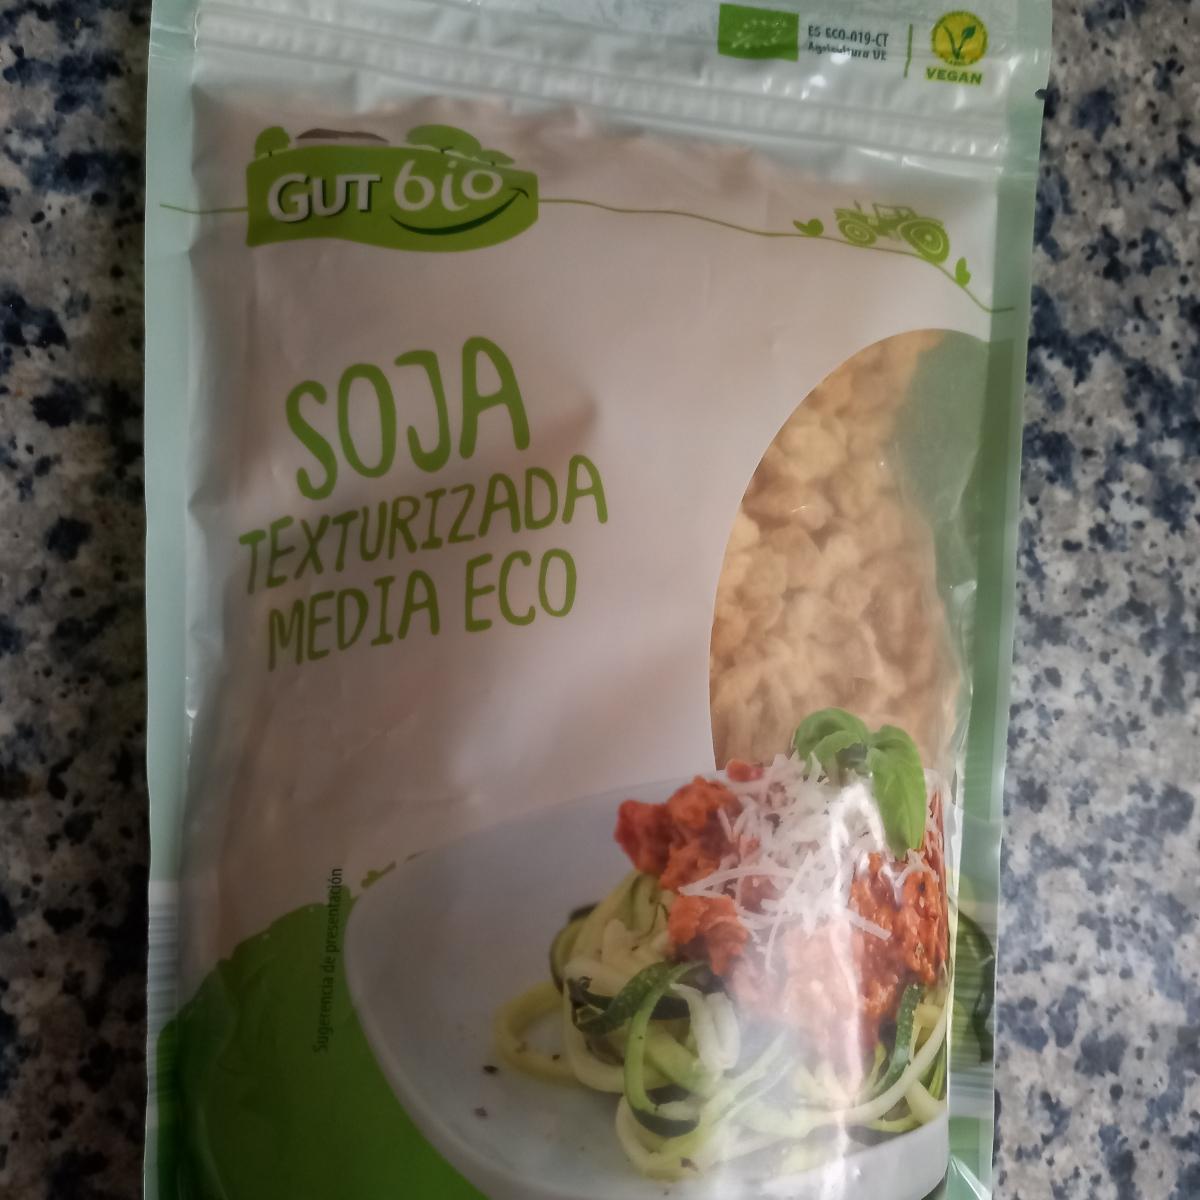 ES-ECO-019-CT
Agricultura UE
VEGAN
GUT bio
SOJA
TEXTURIZADA
MEDIA ECO
Sugerencia de presentación